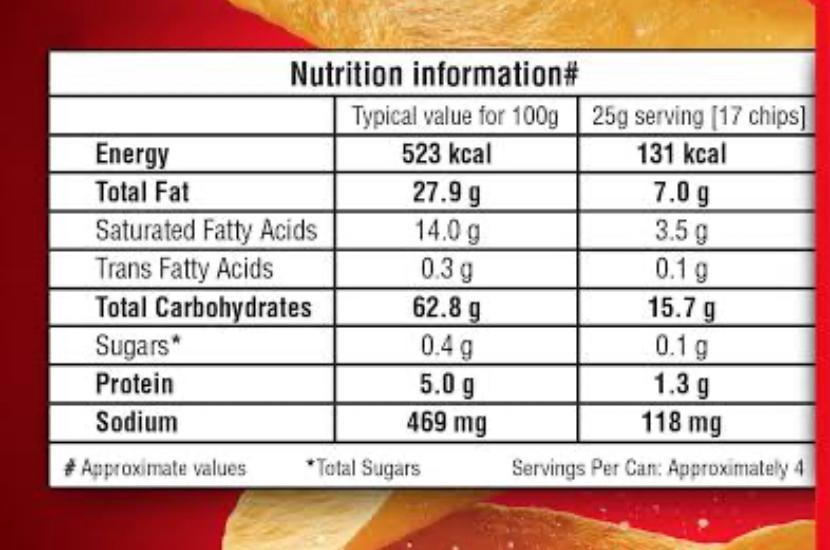 Nutrition information#
Typical value for 100g 25g serving [17 chips]
Energy 523 kcal 131 kcal
Total Fat 27.9 g 7.0 g
Saturated Fatty Acids 14.0 g 3.5 g
Trans Fatty Acids 0.3 g 0.1 g
Total Carbohydrates 62.8 g 15.7 g
Sugars* 0.4 g 0.1 g
Protein 5.0 g 1.3 g
Sodium 469 mg 118 mg
# Approximate values *Total Sugars Servings Per Can: Approximately 4